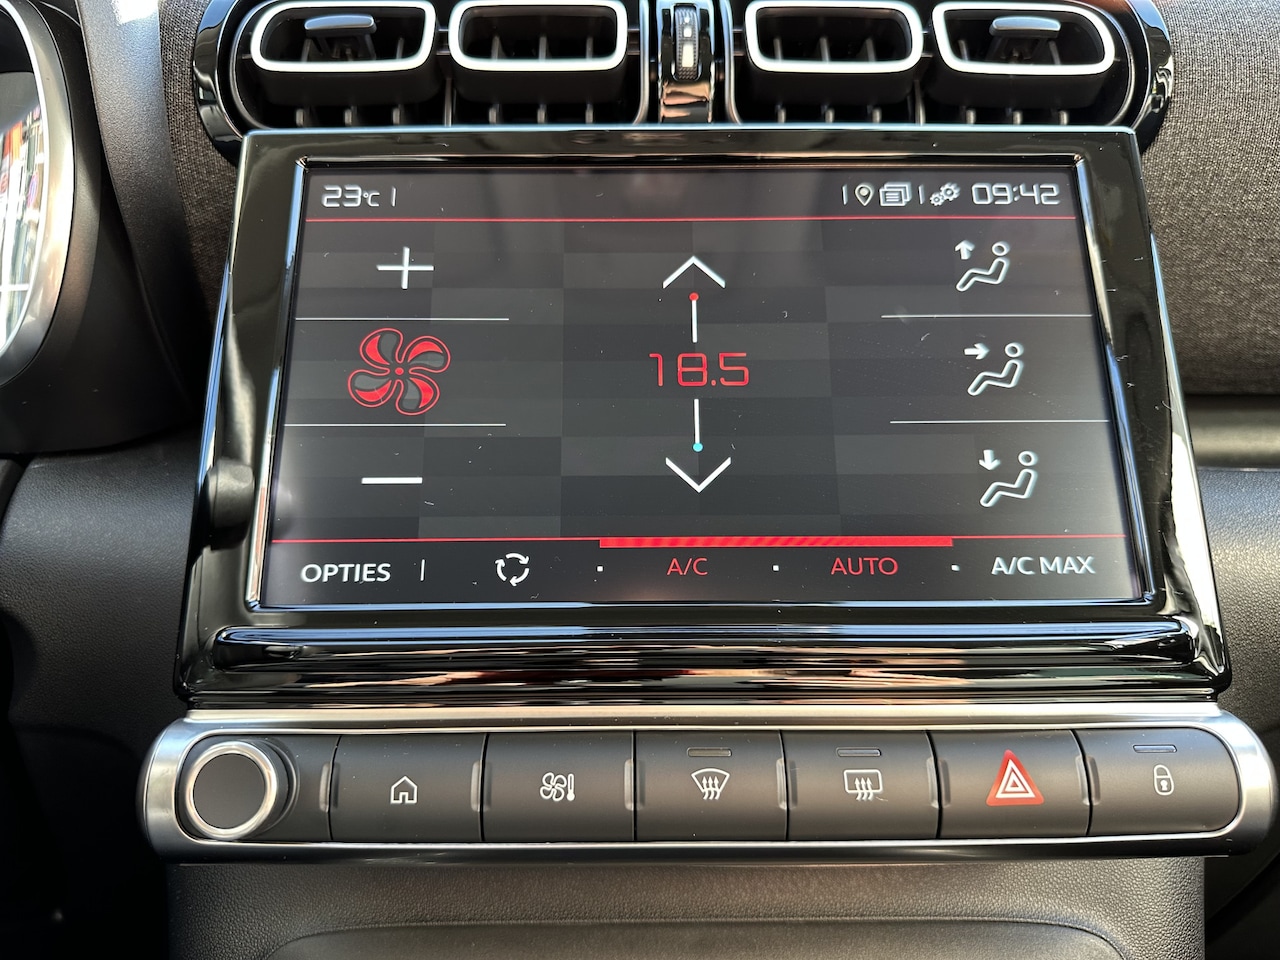 23°C
09:42
18.5
OPTIES A/C AUTO A/C MAX